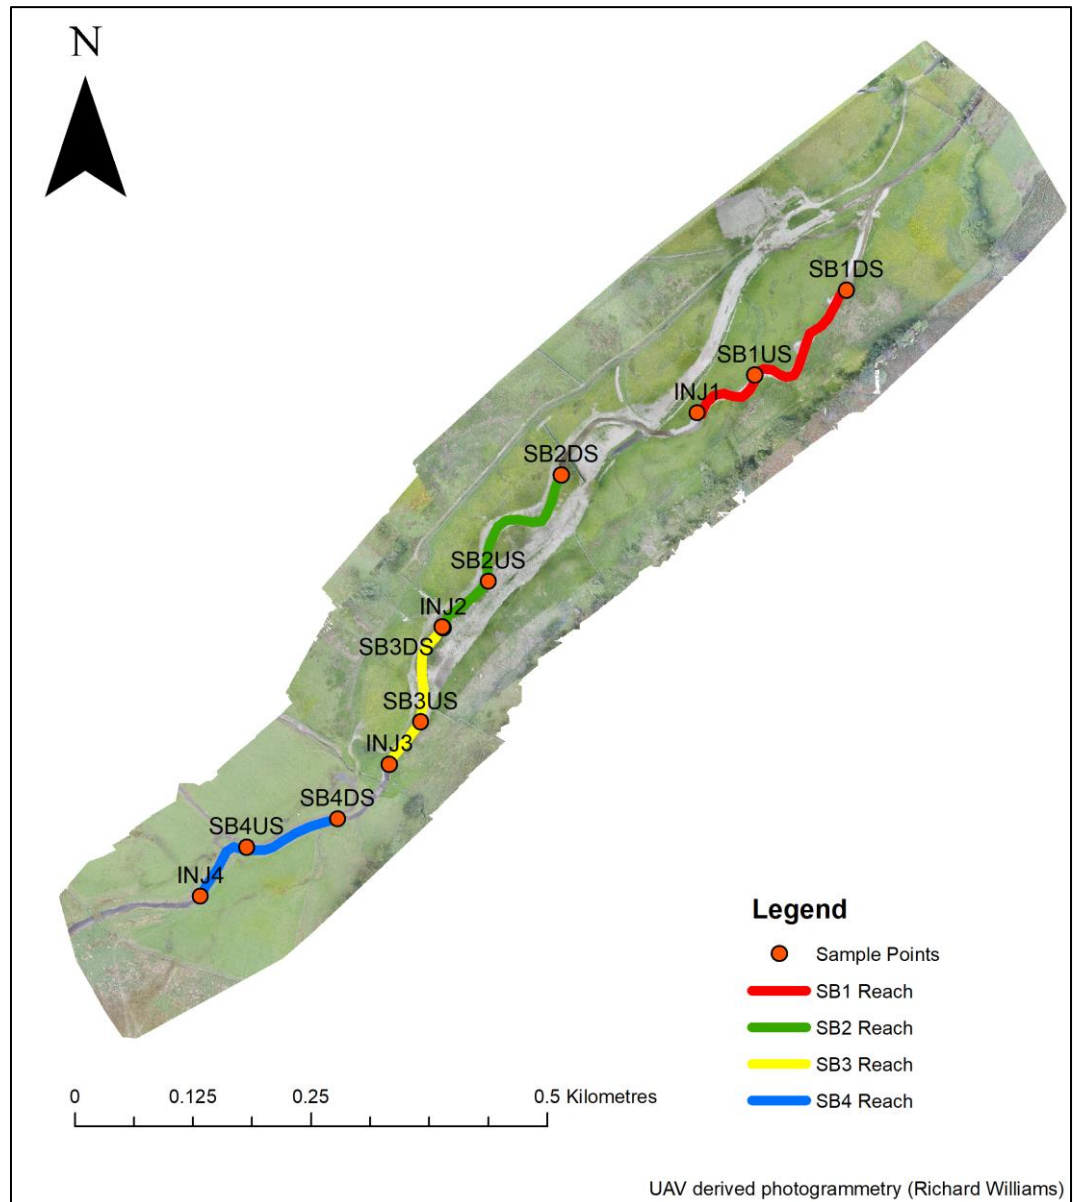 N
SB1DS
SB1US
INJ1
SB2DS
SB2US
INJ2
SB3DS
SB3US
INJ3
SB4DS
SB4US
INJ4
Legend
Sample Points
SB1 Reach
SB2 Reach
SB3 Reach
SB4 Reach
0 0.125 0.25 0.5 Kilometres
UAV derived photogrammetry (Richard Williams)